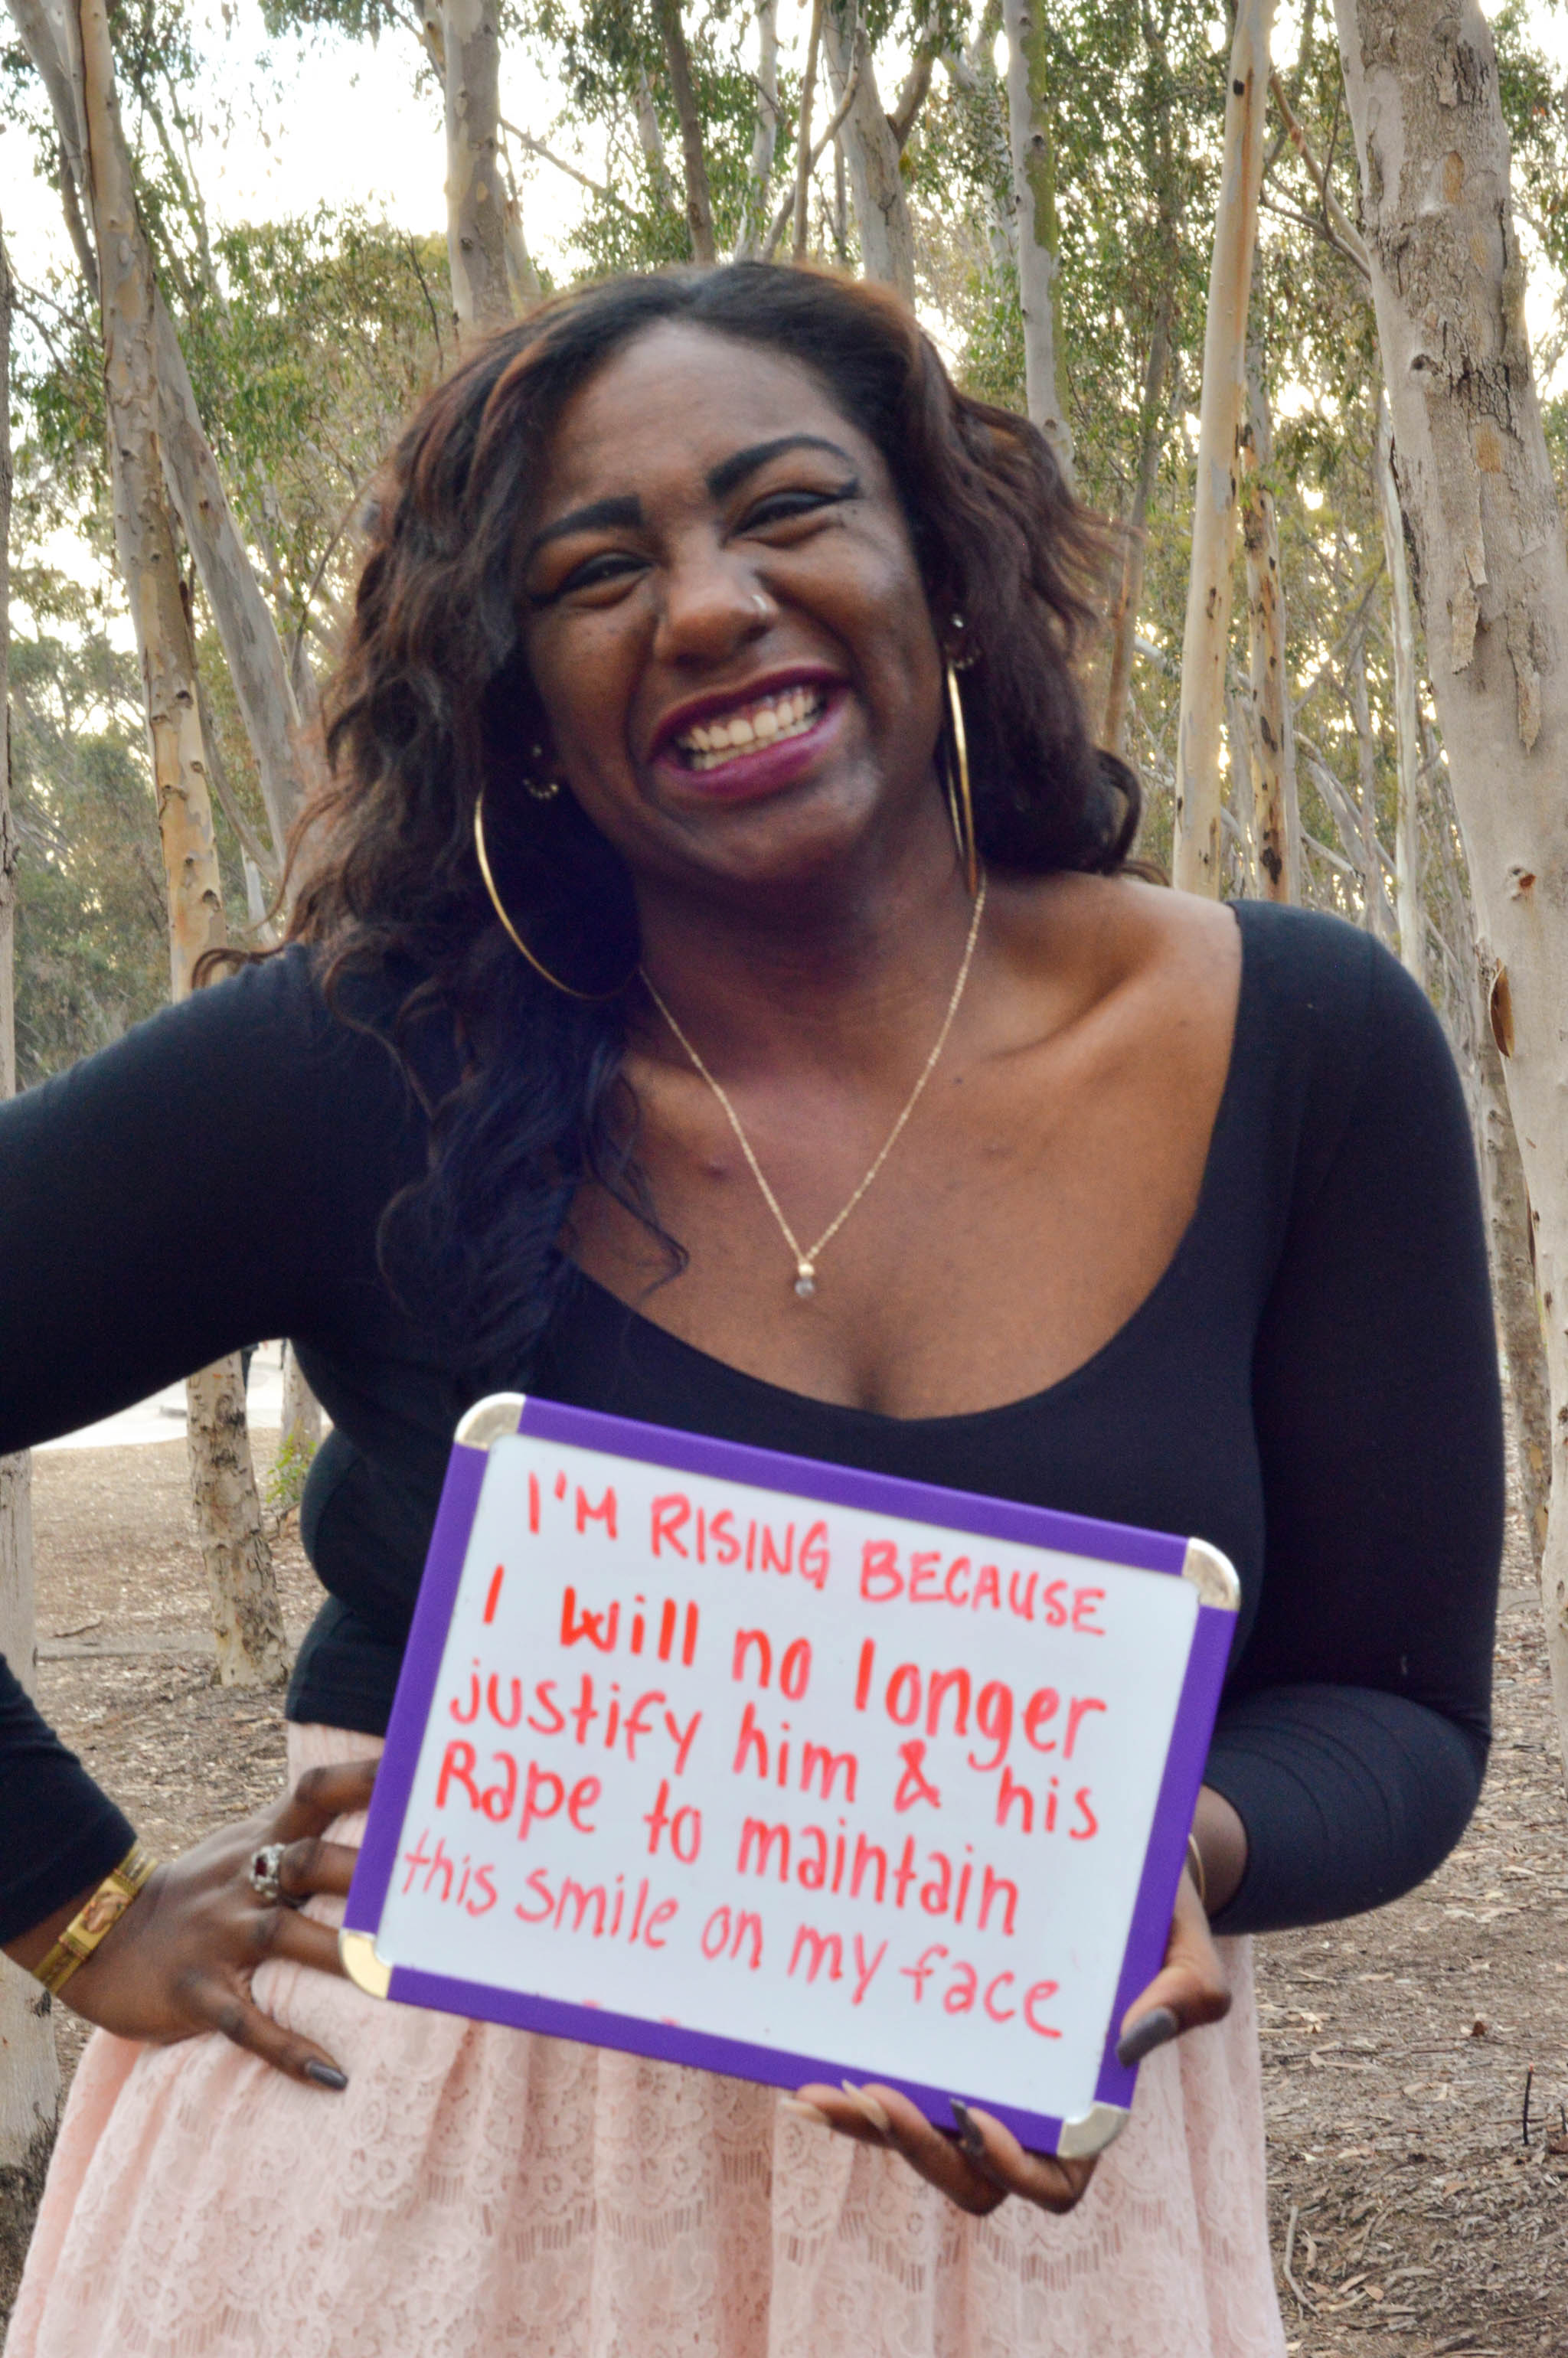 I'M RISING BECAUSE
I will no longer
justify him & his
Rape to maintain
this smile on my face